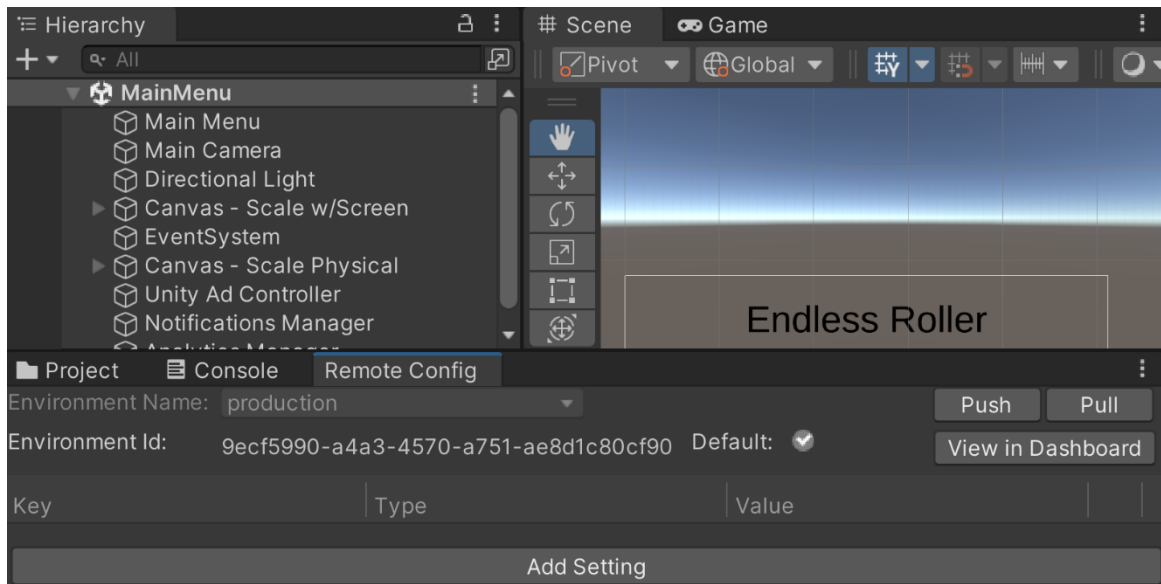 Hierarchy
All
MainMenu
Main Menu
Main Camera
Directional Light
Canvas - Scale w/Screen
EventSystem
Canvas - Scale Physical
Unity Ad Controller
Notifications Manager
Analytics Manager
Scene Game
Pivot Global
Endless Roller
Project Console Remote Config
Environment Name: production Push Pull
Environment Id: 9ecf5990-a4a3-4570-a751-ae8d1c80cf90 Default: View in Dashboard
Key Type Value
Add Setting